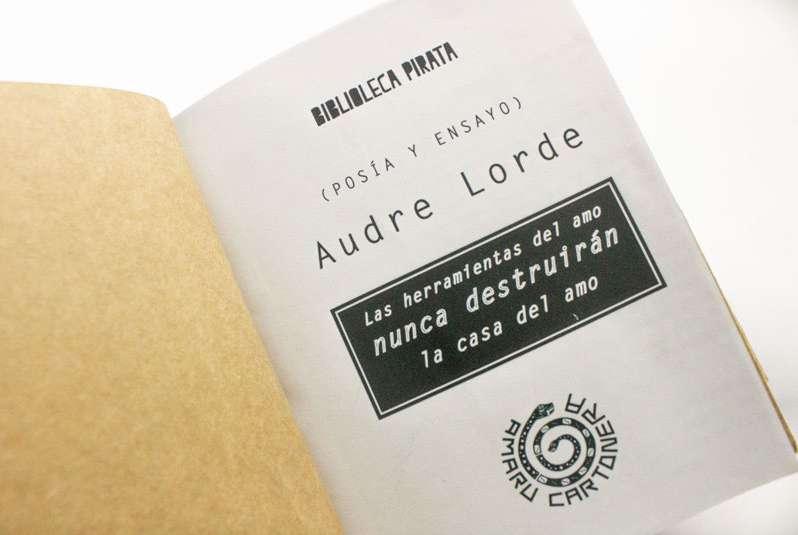 BIBLIOLECA PIRATA
(POSÍA Y ENSAYO)
Audre Lorde
Las herramientas del amo
nunca destruirán
la casa del amo
AMARU CARTONERA